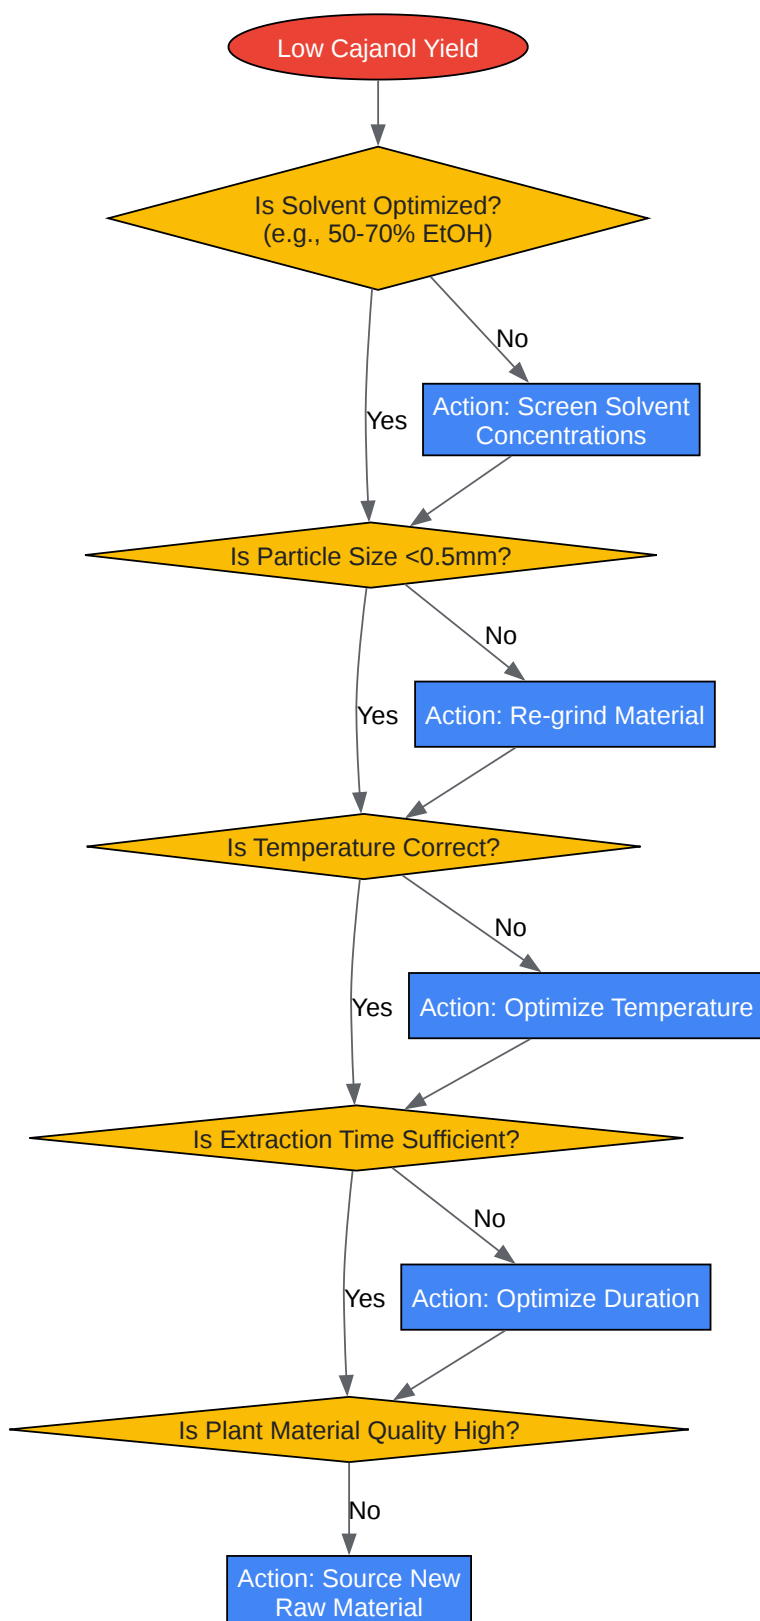 Low Cajanol Yield
Is Solvent Optimized?
(e.g., 50-70% EtOH)
No
Yes
Action: Screen Solvent
Concentrations
Is Particle Size <0.5mm?
No
Yes
Action: Re-grind Material
Is Temperature Correct?
No
Yes
Action: Optimize Temperature
Is Extraction Time Sufficient?
No
Yes
Action: Optimize Duration
Is Plant Material Quality High?
No
Action: Source New
Raw Material